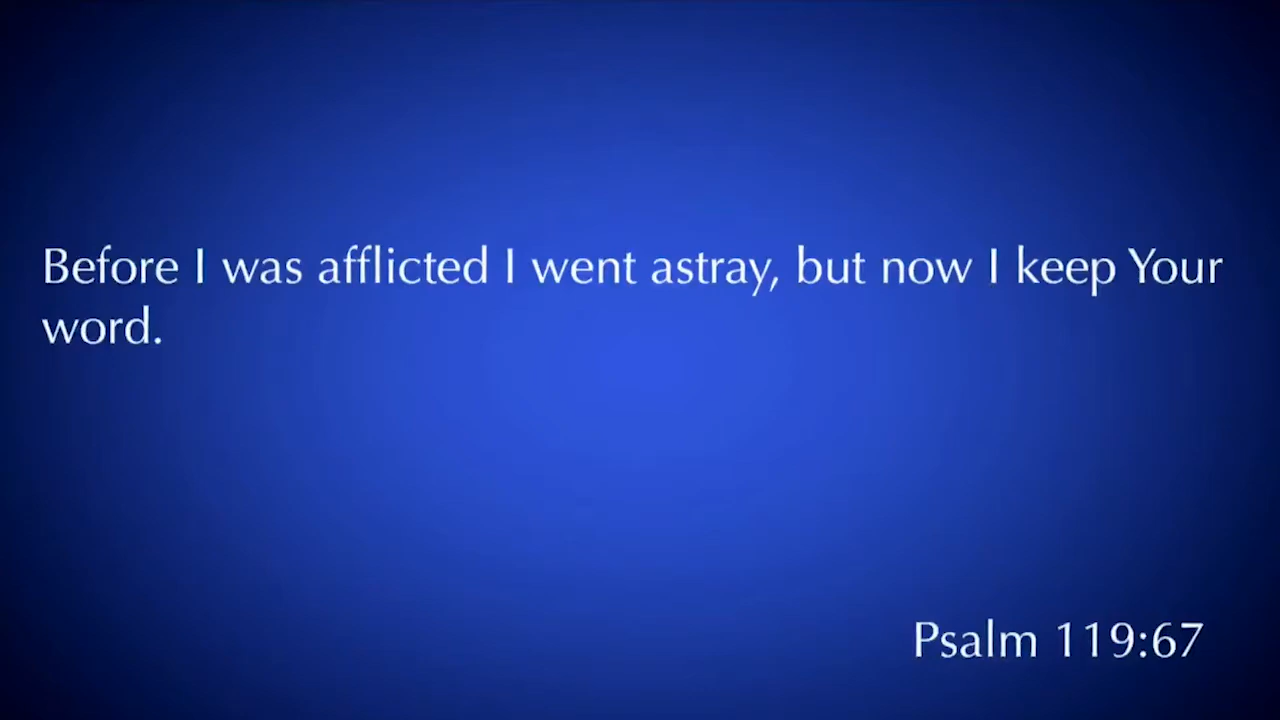 Before I was afflicted I went astray, but now I keep Your
word.
Psalm 119:67